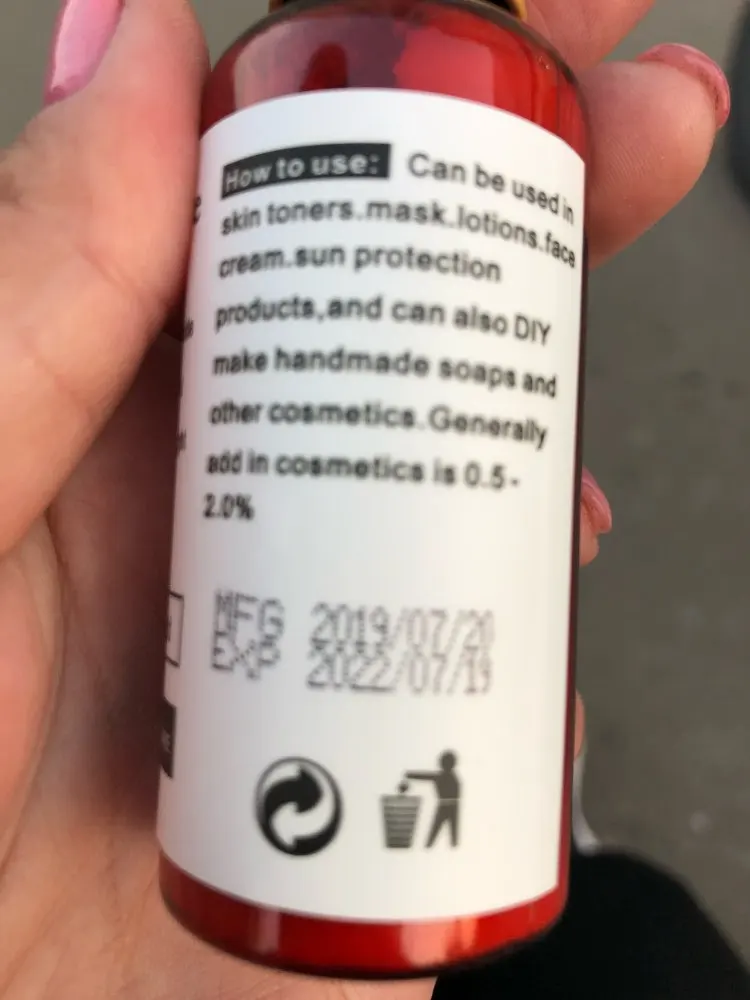 How to use: Can be used in
skin toners.mask.lotions.face
cream.sun protection
products,and can also DIY
make handmade soaps and
other cosmetics.Generally
add in cosmetics is 0.5-
2.0%
MFG 2019/07/20
EXP 2022/07/19